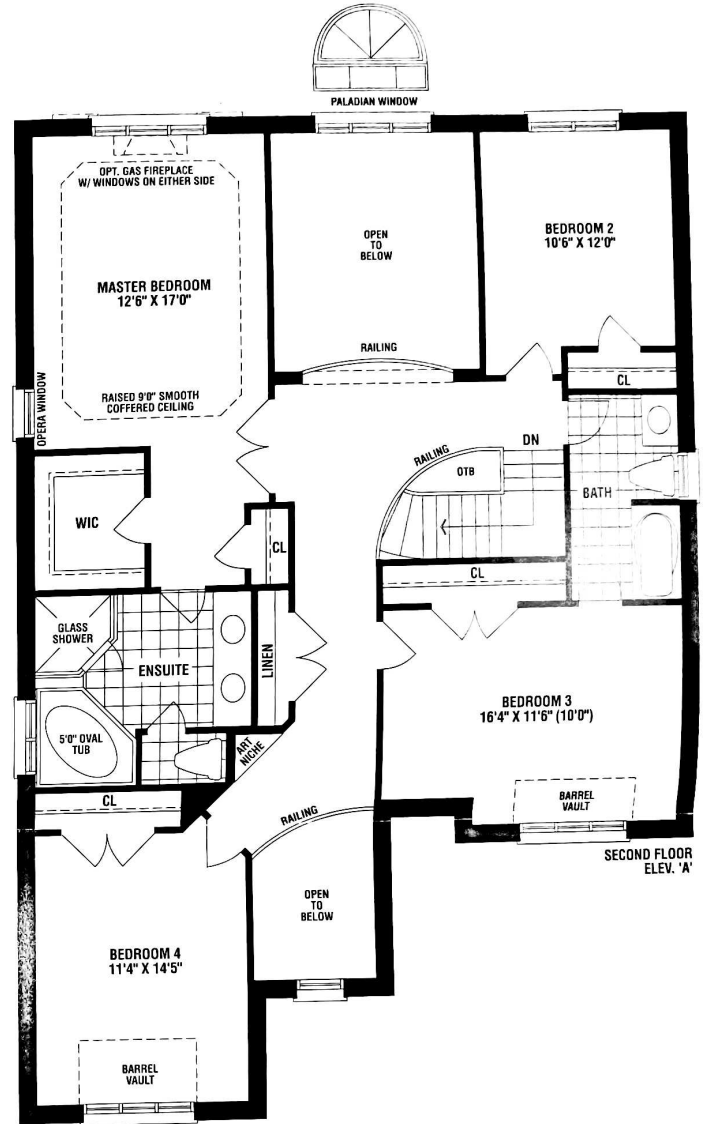 PALADIAN WINDOW
OPT. GAS FIREPLACE
W/ WINDOWS ON EITHER SIDE
MASTER BEDROOM
12'6" X 17'0"
RAISED 9'0" SMOOTH
COFFERED CEILING
OPERA WINDOW
OPEN
TO
BELOW
RAILING
BEDROOM 2
10'6" X 12'0"
CL
DN
RAILING
OTB
BATH
WIC
CL
CL
GLASS
SHOWER
ENSUITE
LINEN
5'0" OVAL
TUB
ART
NICHE
BEDROOM 3
16'4" X 11'6" (10'0")
BARREL
VAULT
SECOND FLOOR
ELEV. 'A'
CL
RAILING
OPEN
TO
BELOW
BEDROOM 4
11'4" X 14'5"
BARREL
VAULT